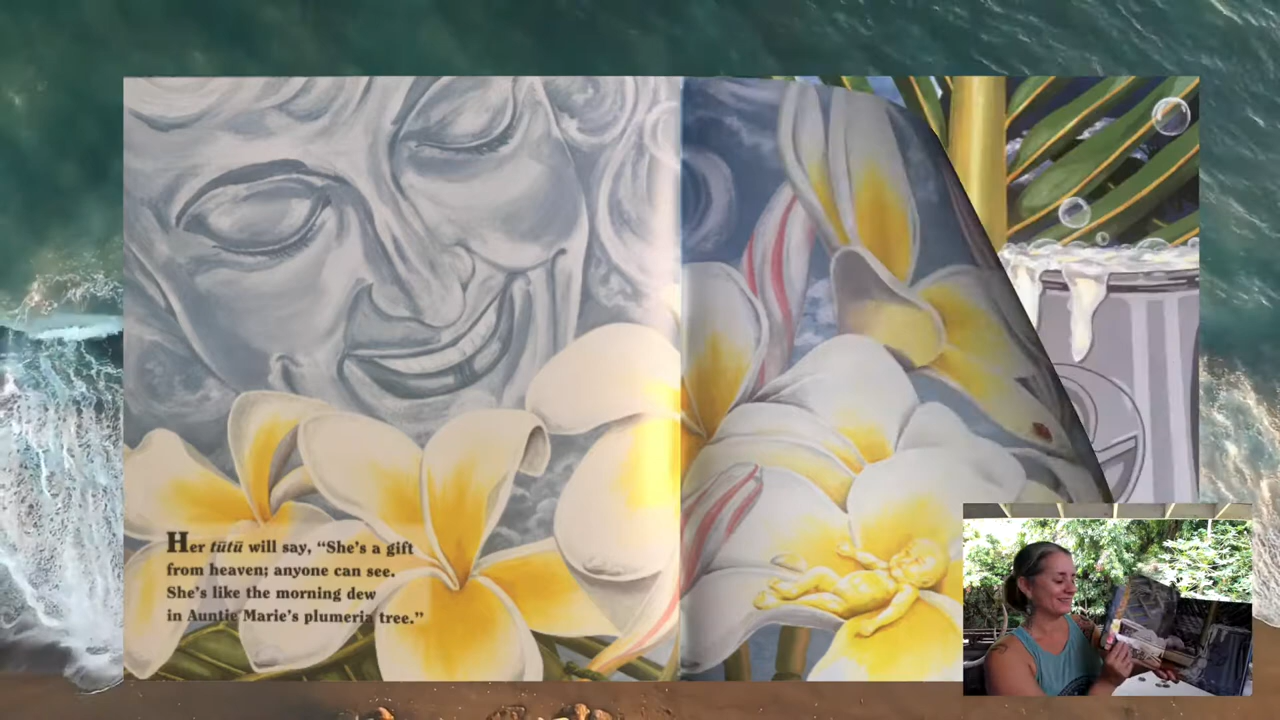 Her tūtū will say, “She’s a gift
from heaven; anyone can see.
She’s like the morning dew
in Auntie Marie’s plumeria tree.”